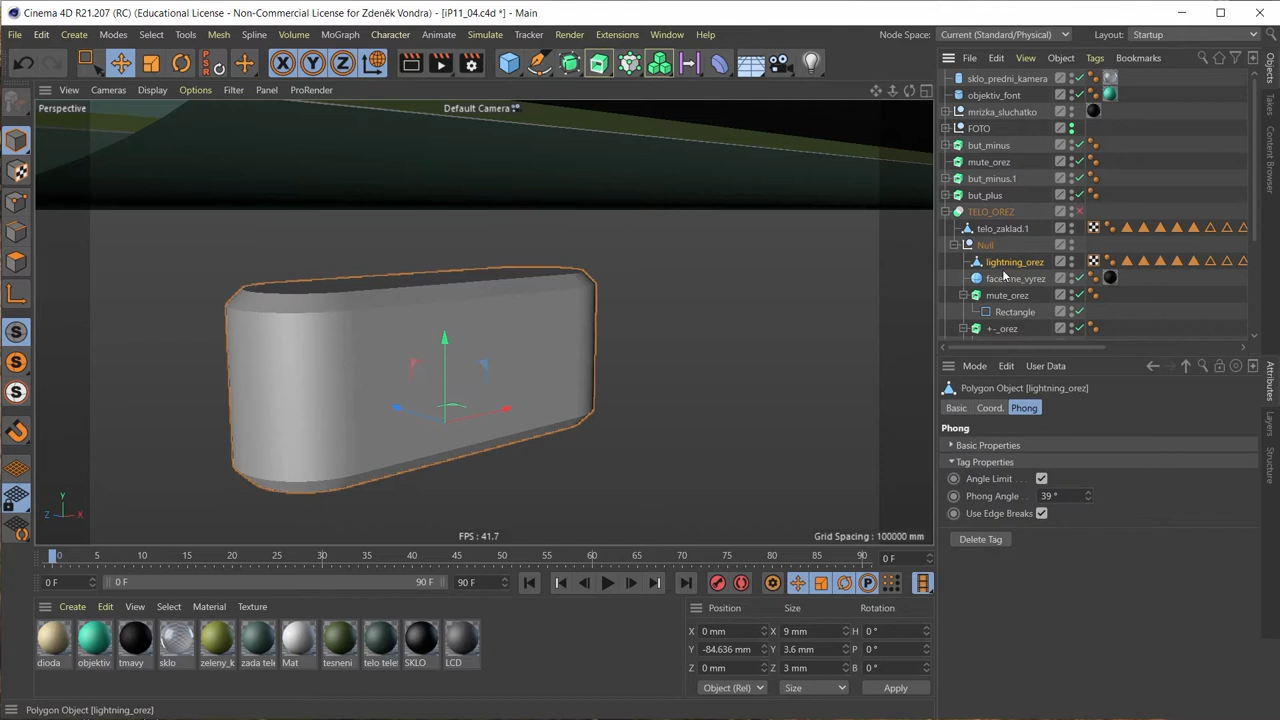 Cinema 4D R21.207 (RC) (Educational License - Non-Commercial License for Zdeněk Vondra) - [iP11_04.c4d *] - Main
File Edit Create Modes Select Tools Mesh Spline Volume MoGraph Character Animate Simulate Tracker Render Extensions Window Help Node Space: Current (Standard/Physical) Layout: Startup
PSR
X Y Z
File Edit View Object Tags Bookmarks
View Cameras Display Options Filter Panel ProRender
Perspective
Default Camera
sklo_predni_kamera
objektiv_font
mrizka_sluchatko
FOTO
but_minus
mute_orez
but_minus.1
but_plus
TELO_OREZ
telo_zaklad.1
Null
lightning_orez
mute_orez
Rectangle
+-_orez
Objects
Takes
Content Browser
Mode Edit User Data
Polygon Object [lightning_orez]
Basic Coord. Phong
Phong
Basic Properties
Tag Properties
Angle Limit
Phong Angle 39 °
Use Edge Breaks
Delete Tag
Attributes
Layers
Structure
Y
Z X
FPS : 41.7
Grid Spacing : 100000 mm
0 5 10 15 20 25 30 35 40 45 50 55 60 65 70 75 80 85 90 0 F
0 F 0 F 90 F 90 F
Create Edit View Select Material Texture
dioda objektiv tmavy sklo zeleny_k zada tele Mat tesneni telo tele SKLO LCD
Position Size Rotation
X 0 mm X 9 mm H 0 °
Y -84.636 mm Y 3.6 mm P 0 °
Z 0 mm Z 3 mm B 0 °
Object (Rel) Size Apply
Polygon Object [lightning_orez]